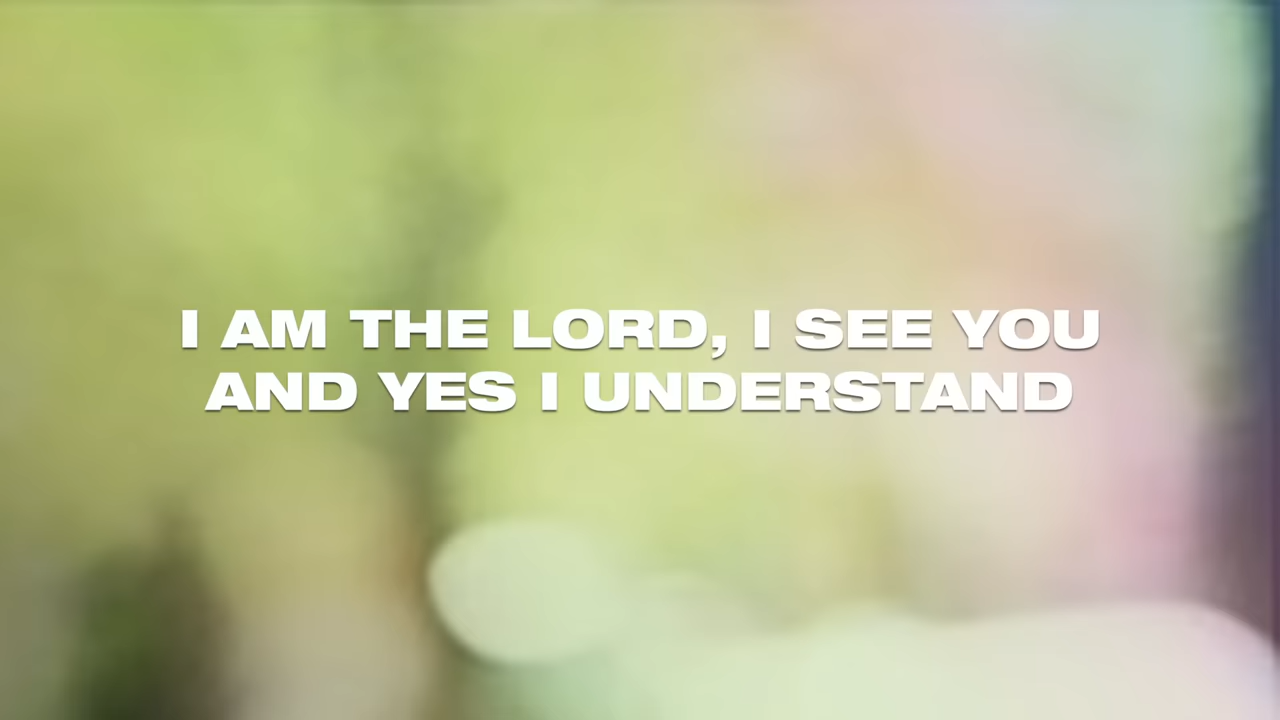 I AM THE LORD, I SEE YOU
AND YES I UNDERSTAND